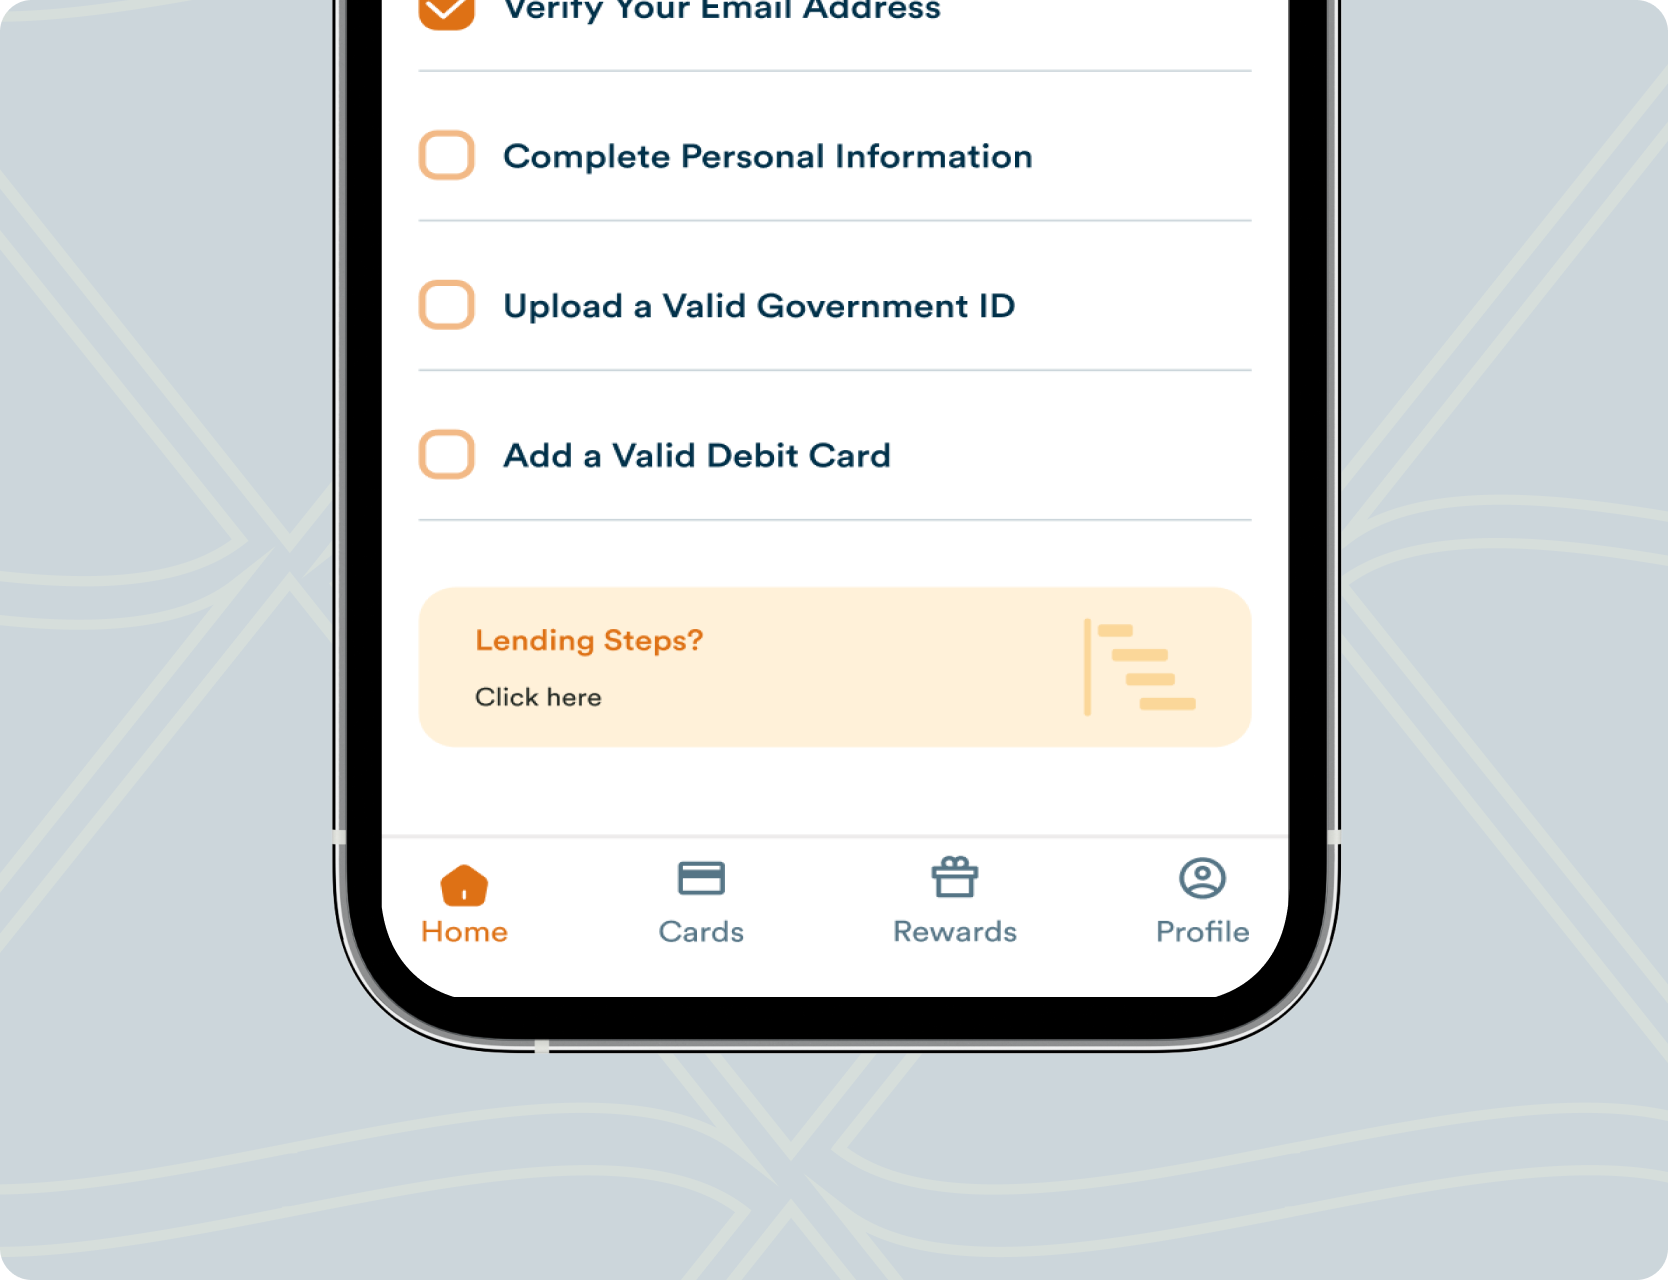 Verify Your Email Address
Complete Personal Information
Upload a Valid Government ID
Add a Valid Debit Card
Lending Steps?
Click here
Home
Cards
Rewards
Profile